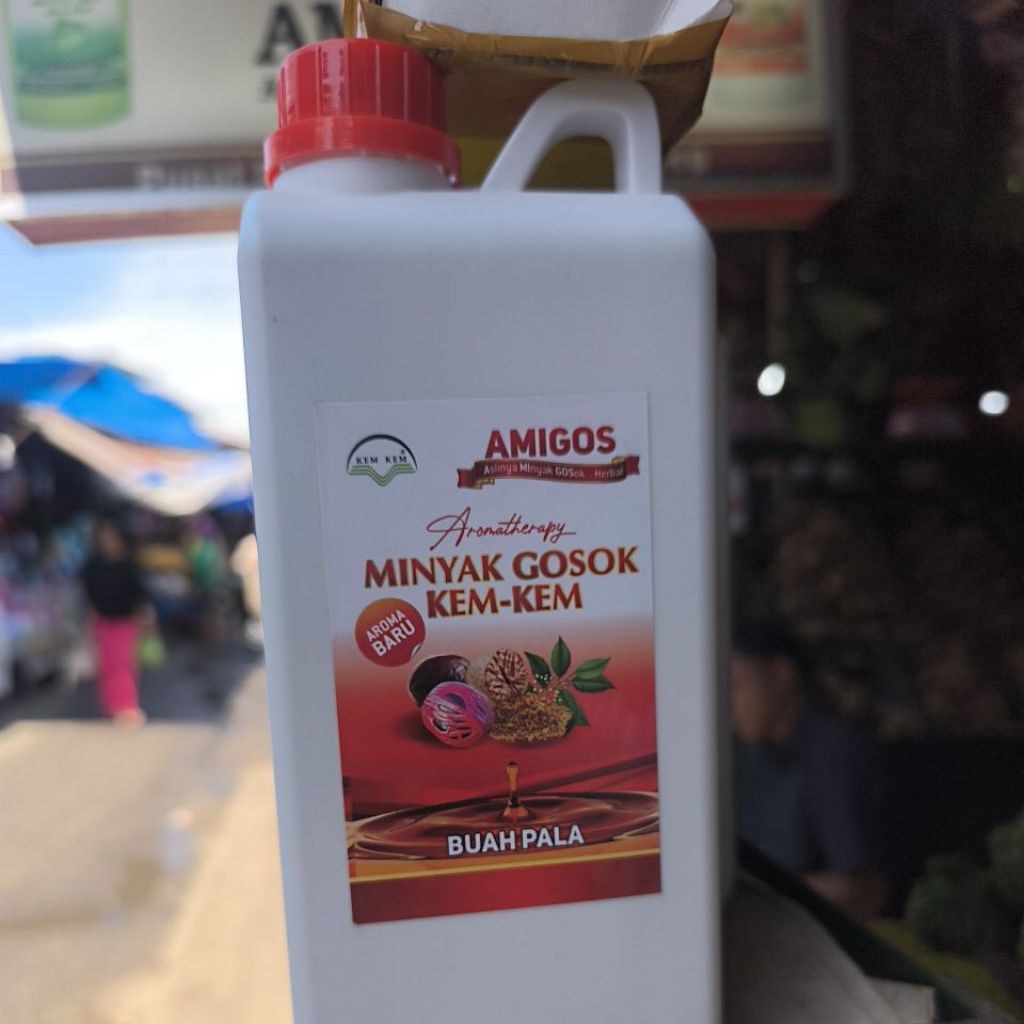 KEM KEM
AMIGOS
Aslinya MInyak GOSok Herbal
Aromatherapy
MINYAK GOSOK
KEM-KEM
AROMA
BARU
BUAH PALA